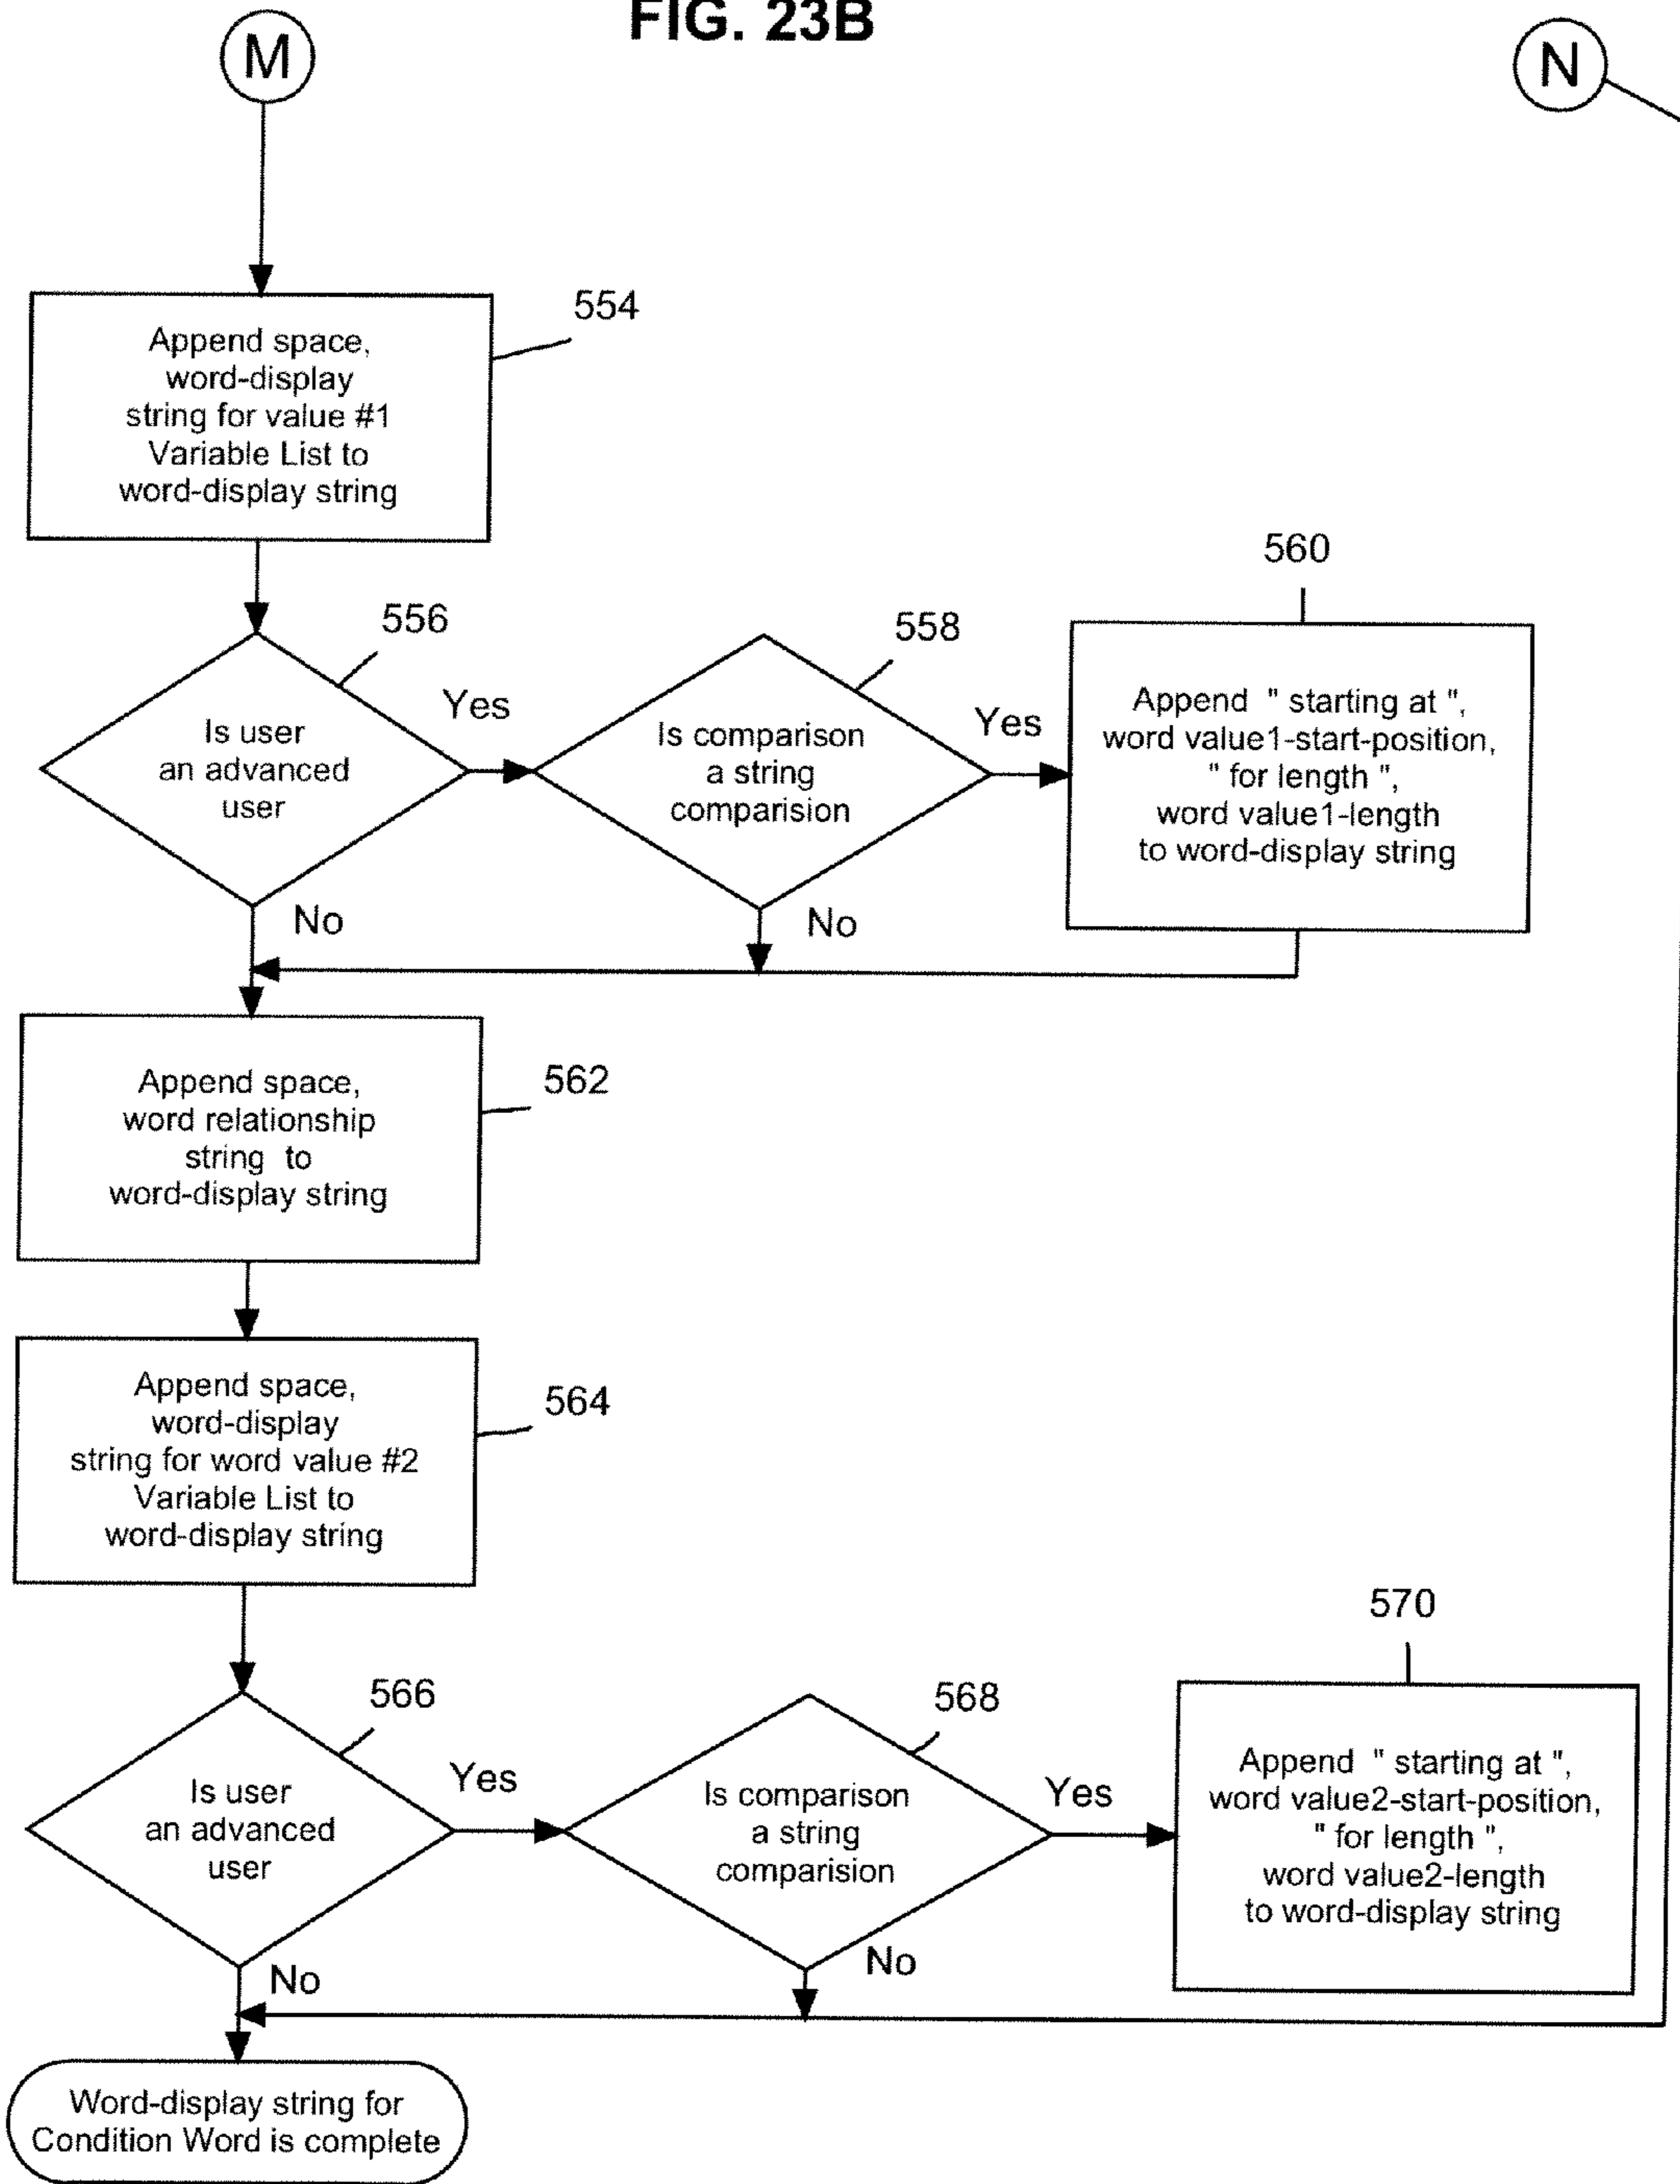 FIG. 23B
M
N
554
Append space,
word-display
string for value #1
Variable List to
word-display string
556
Is user
an advanced
user
Yes
No
558
Is comparison
a string
comparision
Yes
No
560
Append " starting at ",
word value1-start-position,
" for length ",
word value1-length
to word-display string
562
Append space,
word relationship
string to
word-display string
564
Append space,
word-display
string for word value #2
Variable List to
word-display string
566
Is user
an advanced
user
Yes
No
568
Is comparison
a string
comparision
Yes
No
570
Append " starting at ",
word value2-start-position,
" for length ",
word value2-length
to word-display string
Word-display string for
Condition Word is complete